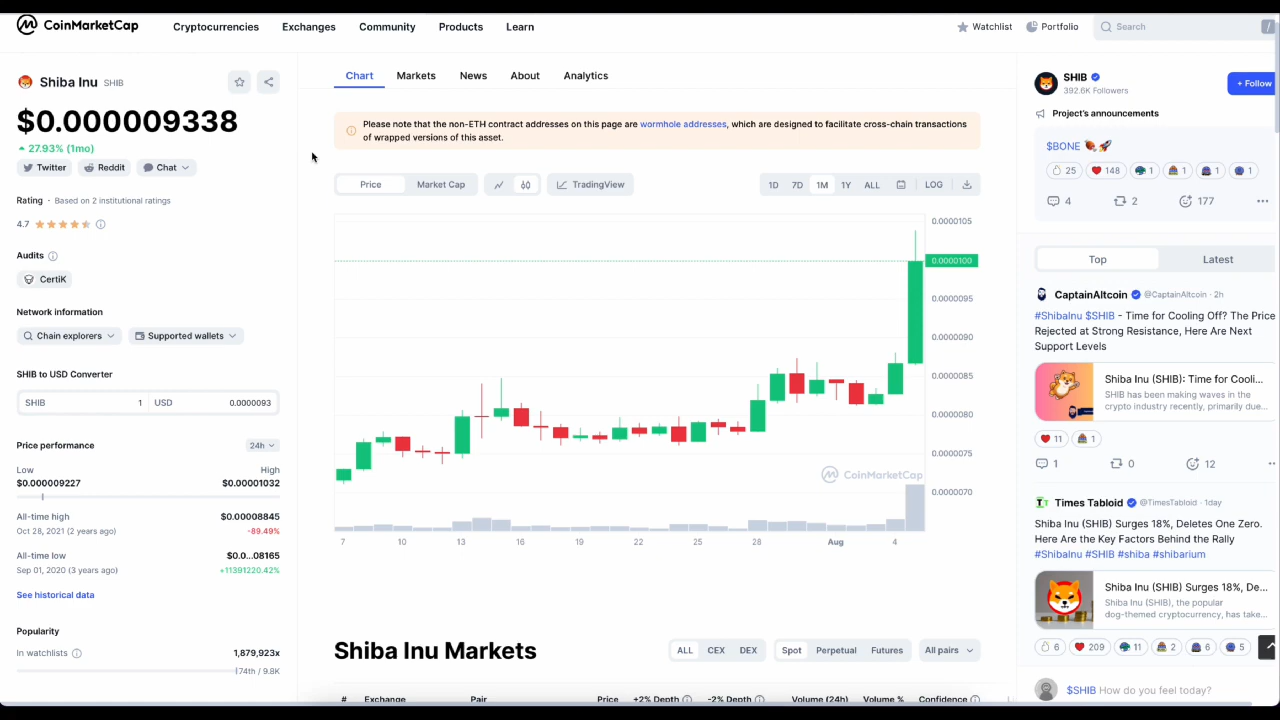 CoinMarketCap
Cryptocurrencies Exchanges Community Products Learn
Watchlist Portfolio Search /
Shiba Inu SHIB
$0.000009338
27.93% (1mo)
Twitter Reddit Chat
Rating · Based on 2 institutional ratings
4.7
Audits
CertiK
Network information
Chain explorers Supported wallets
SHIB to USD Converter
SHIB 1 USD 0.0000093
Price performance 24h
Low High
$0.000009227 $0.00001032
All-time high $0.00008845
Oct 28, 2021 (2 years ago) -89.49%
All-time low $0.0...08165
Sep 01, 2020 (3 years ago) +11391220.42%
See historical data
Popularity
In watchlists 1,879,923x
74th / 9.8K
Chart Markets News About Analytics
Please note that the non-ETH contract addresses on this page are wormhole addresses, which are designed to facilitate cross-chain transactions
of wrapped versions of this asset.
Price Market Cap TradingView 1D 7D 1M 1Y ALL LOG
0.0000105
0.0000100
0.0000095
0.0000090
0.0000085
0.0000080
0.0000075
0.0000070
CoinMarketCap
7 10 13 16 19 22 25 28 Aug 4
Shiba Inu Markets ALL CEX DEX Spot Perpetual Futures All pairs
# Exchange Pair Price +2% Depth -2% Depth Volume (24h) Volume % Confidence
SHIB
392.6K Followers
+ Follow
Project's announcements
$BONE
25 148 1 1 1 1
4 2 177
Top Latest
CaptainAltcoin @CaptainAltcoin · 2h
#ShibaInu $SHIB - Time for Cooling Off? The Price
Rejected at Strong Resistance, Here Are Next
Support Levels
Shiba Inu (SHIB): Time for Cooli...
SHIB has been making waves in the
crypto industry recently, primarily due...
11 1
1 0 12
Times Tabloid @TimesTabloid · 1day
Shiba Inu (SHIB) Surges 18%, Deletes One Zero.
Here Are the Key Factors Behind the Rally
#ShibaInu #SHIB #shiba #shibarium
Shiba Inu (SHIB) Surges 18%, De...
Shiba Inu (SHIB), the popular
dog-themed cryptocurrency, has take...
6 209 11 2 6 5
$SHIB How do you feel today?